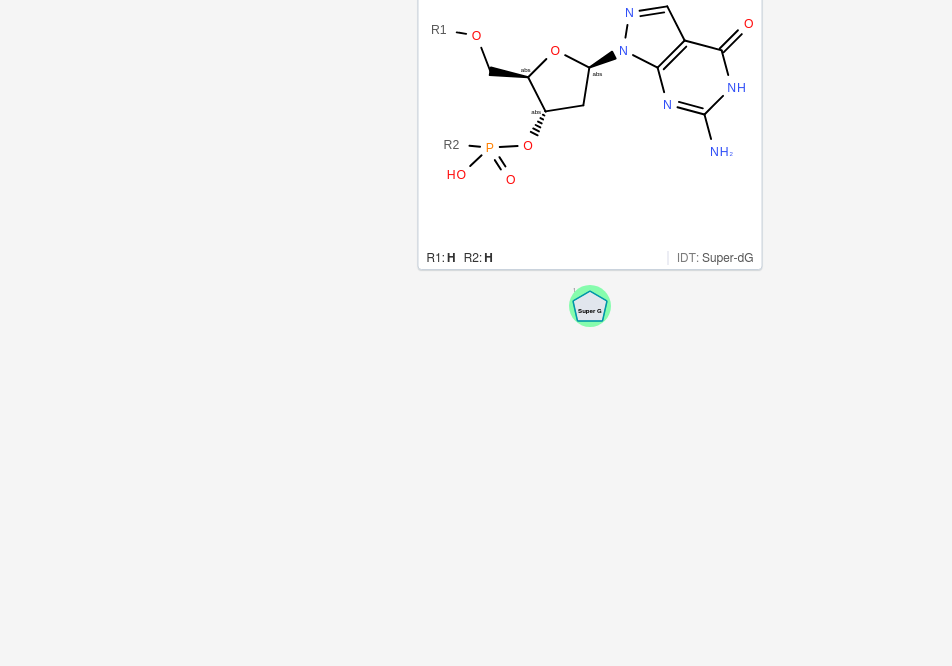 N
O
R1
O
O
N
abs
abs
NH
N
abs
R2
P
O
NH₂
HO
O
R1: H R2: H
IDT: Super-dG
Super G